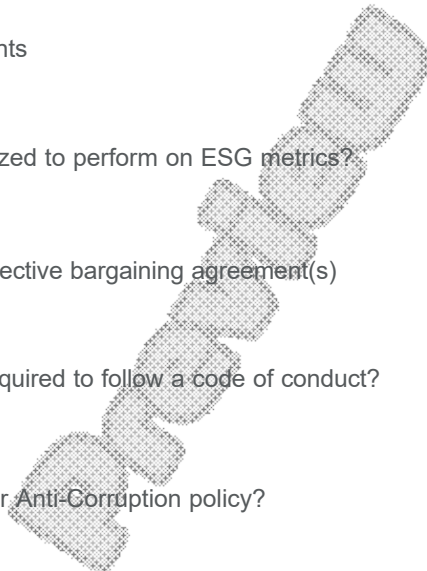 nts
zed to perform on ESG metrics?
ective bargaining agreement(s)
quired to follow a code of conduct?
r Anti-Corruption policy?